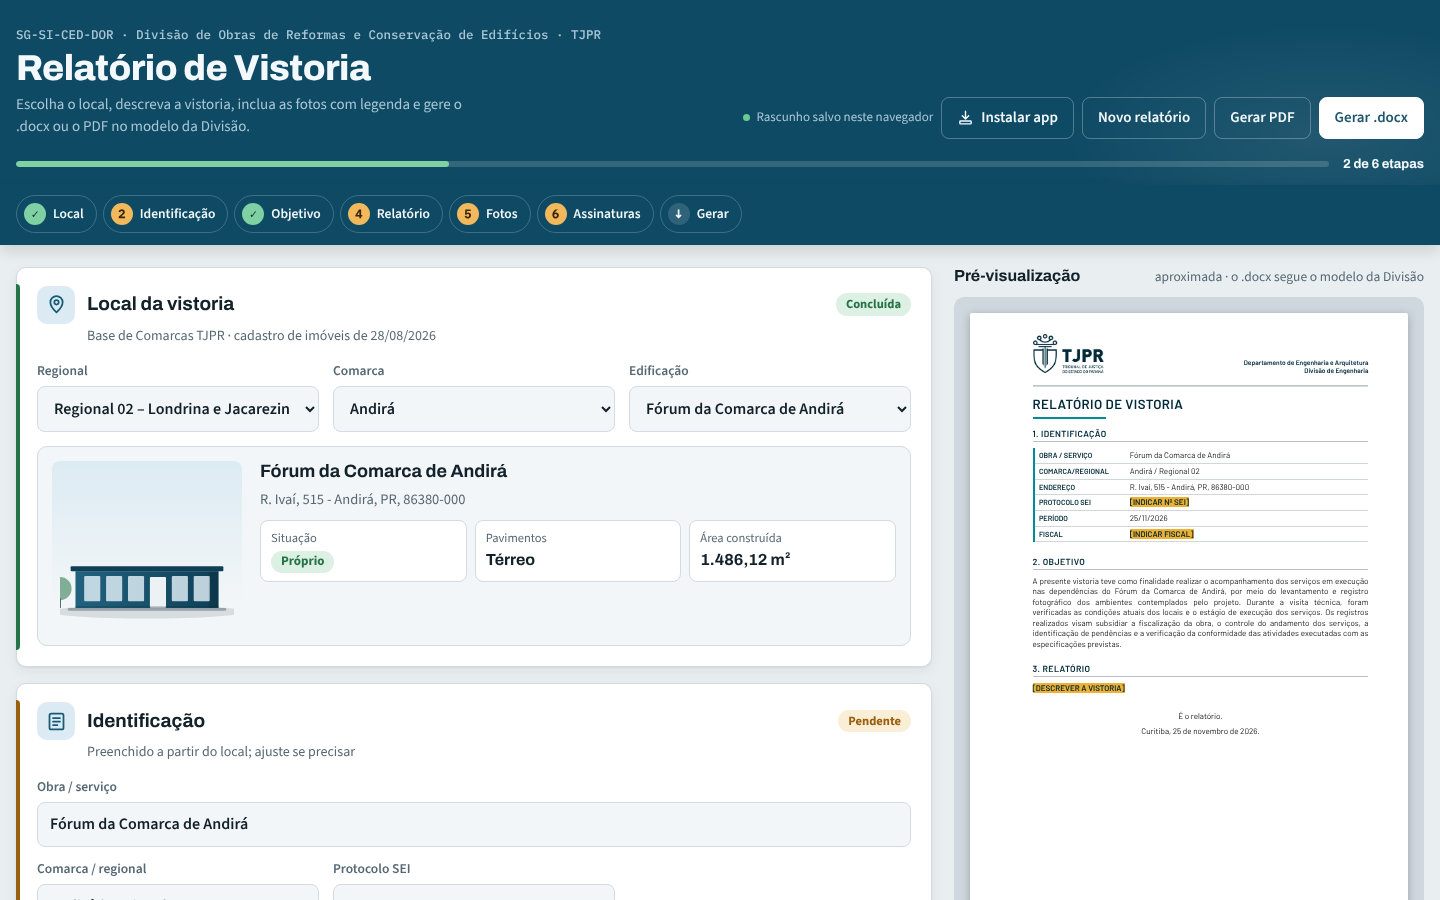 SG-SI-CED-DOR · Divisão de Obras de Reformas e Conservação de Edifícios · TJPR
Relatório de Vistoria
Escolha o local, descreva a vistoria, inclua as fotos com legenda e gere o
.docx ou o PDF no modelo da Divisão.
Rascunho salvo neste navegador
Instalar app
Novo relatório
Gerar PDF
Gerar .docx
2 de 6 etapas
✓ Local
2 Identificação
✓ Objetivo
4 Relatório
5 Fotos
6 Assinaturas
↓ Gerar
Local da vistoria
Concluída
Base de Comarcas TJPR · cadastro de imóveis de 28/08/2026
Regional
Comarca
Edificação
Regional 02 – Londrina e Jacarezin
Andirá
Fórum da Comarca de Andirá
Fórum da Comarca de Andirá
R. Ivaí, 515 - Andirá, PR, 86380-000
Situação
Próprio
Pavimentos
Térreo
Área construída
1.486,12 m²
Identificação
Pendente
Preenchido a partir do local; ajuste se precisar
Obra / serviço
Fórum da Comarca de Andirá
Comarca / regional
Protocolo SEI
Pré-visualização
aproximada · o .docx segue o modelo da Divisão
TJPR
TRIBUNAL DE JUSTIÇA
DO ESTADO DO PARANÁ
Departamento de Engenharia e Arquitetura
Divisão de Engenharia
RELATÓRIO DE VISTORIA
1. IDENTIFICAÇÃO
OBRA / SERVIÇO Fórum da Comarca de Andirá
COMARCA/REGIONAL Andirá / Regional 02
ENDEREÇO R. Ivaí, 515 - Andirá, PR, 86380-000
PROTOCOLO SEI [INDICAR Nº SEI]
PERÍODO 25/11/2026
FISCAL [INDICAR FISCAL]
2. OBJETIVO
A presente vistoria teve como finalidade realizar o acompanhamento dos serviços em execução
nas dependências do Fórum da Comarca de Andirá, por meio do levantamento e registro
fotográfico dos ambientes contemplados pelo projeto. Durante a visita técnica, foram
verificadas as condições atuais dos locais e o estágio de execução dos serviços. Os registros
realizados visam subsidiar a fiscalização da obra, o controle do andamento dos serviços, a
identificação de pendências e a verificação da conformidade das atividades executadas com as
especificações previstas.
3. RELATÓRIO
[DESCREVER A VISTORIA]
É o relatório.
Curitiba, 25 de novembro de 2026.